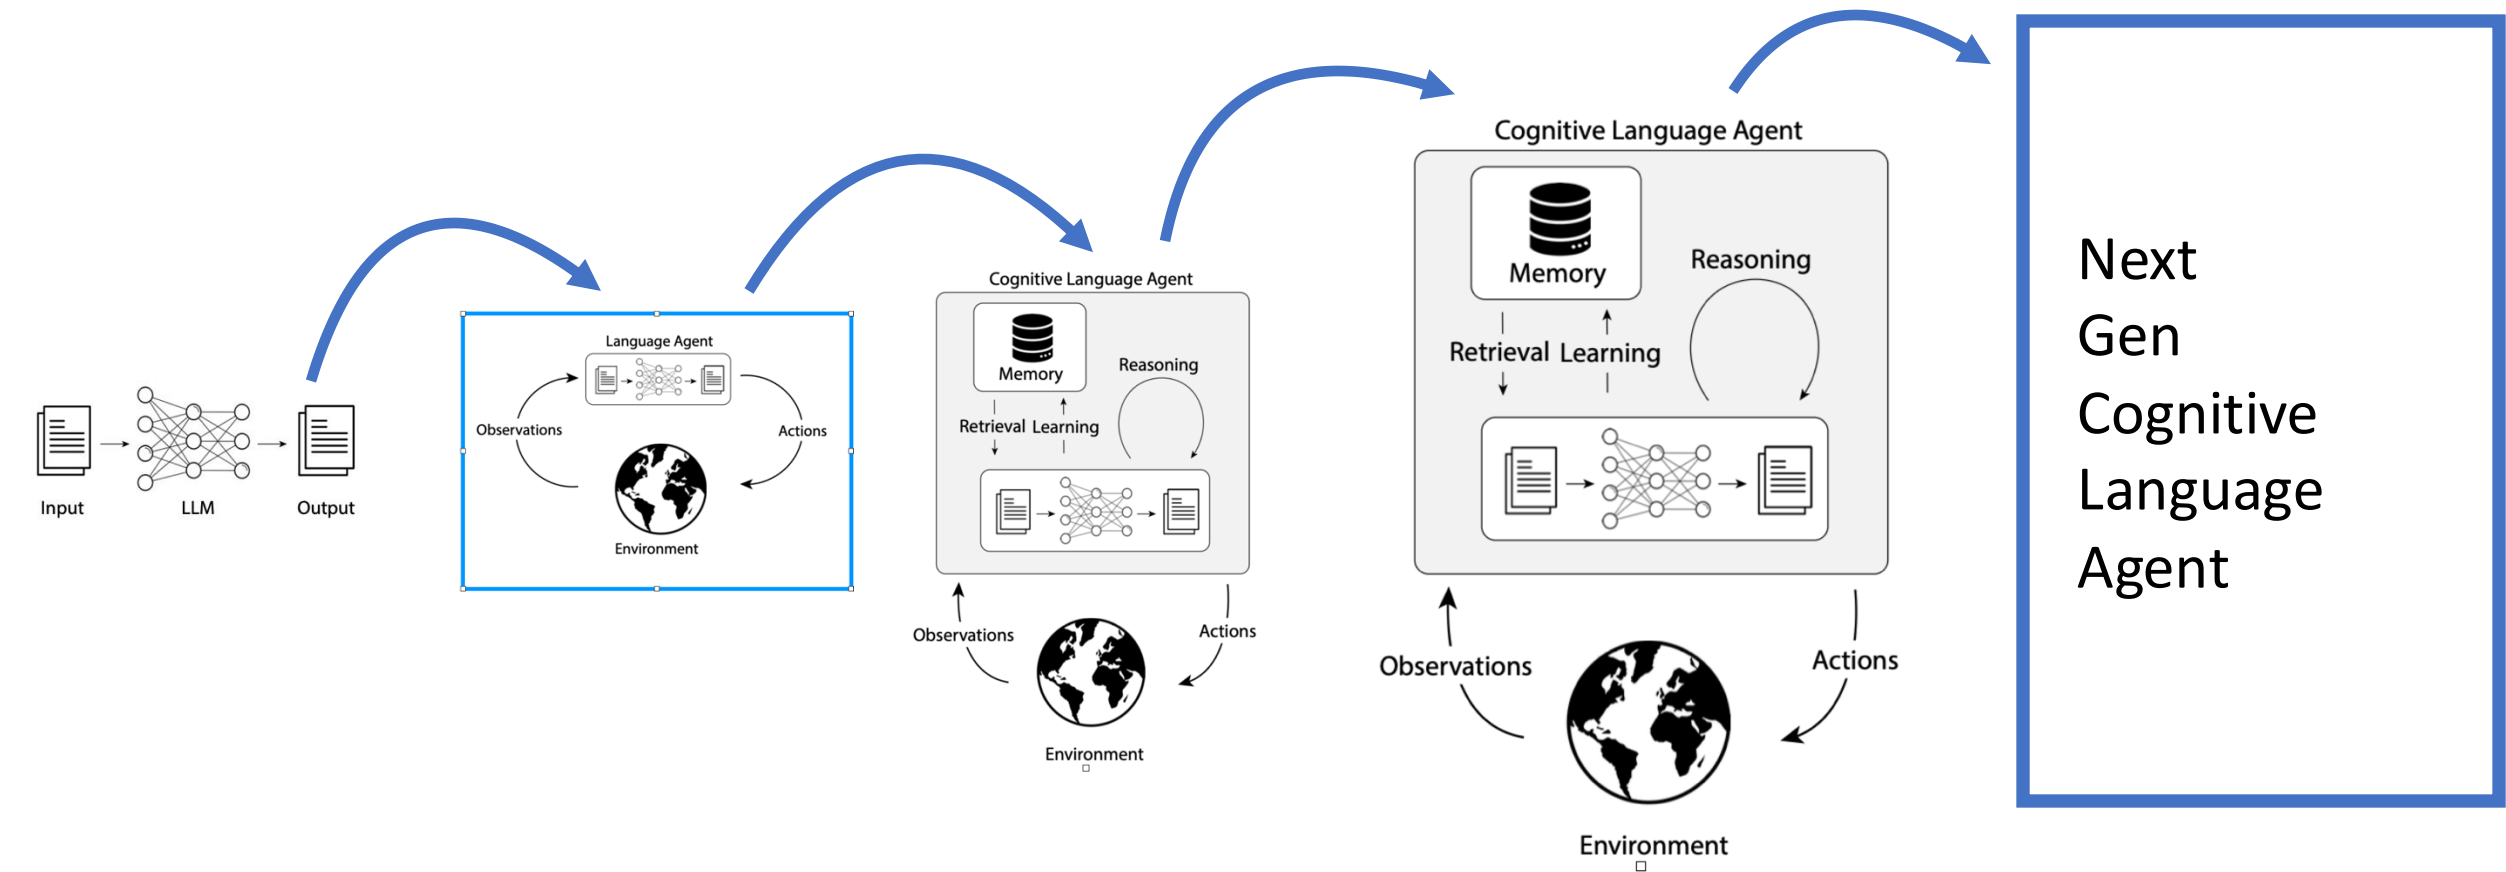 Input
LLM
Output
Language Agent
Observations
Actions
Environment
Cognitive Language Agent
Memory
Reasoning
Retrieval Learning
Observations
Actions
Environment
Cognitive Language Agent
Memory
Reasoning
Retrieval Learning
Observations
Actions
Environment
Next
Gen
Cognitive
Language
Agent